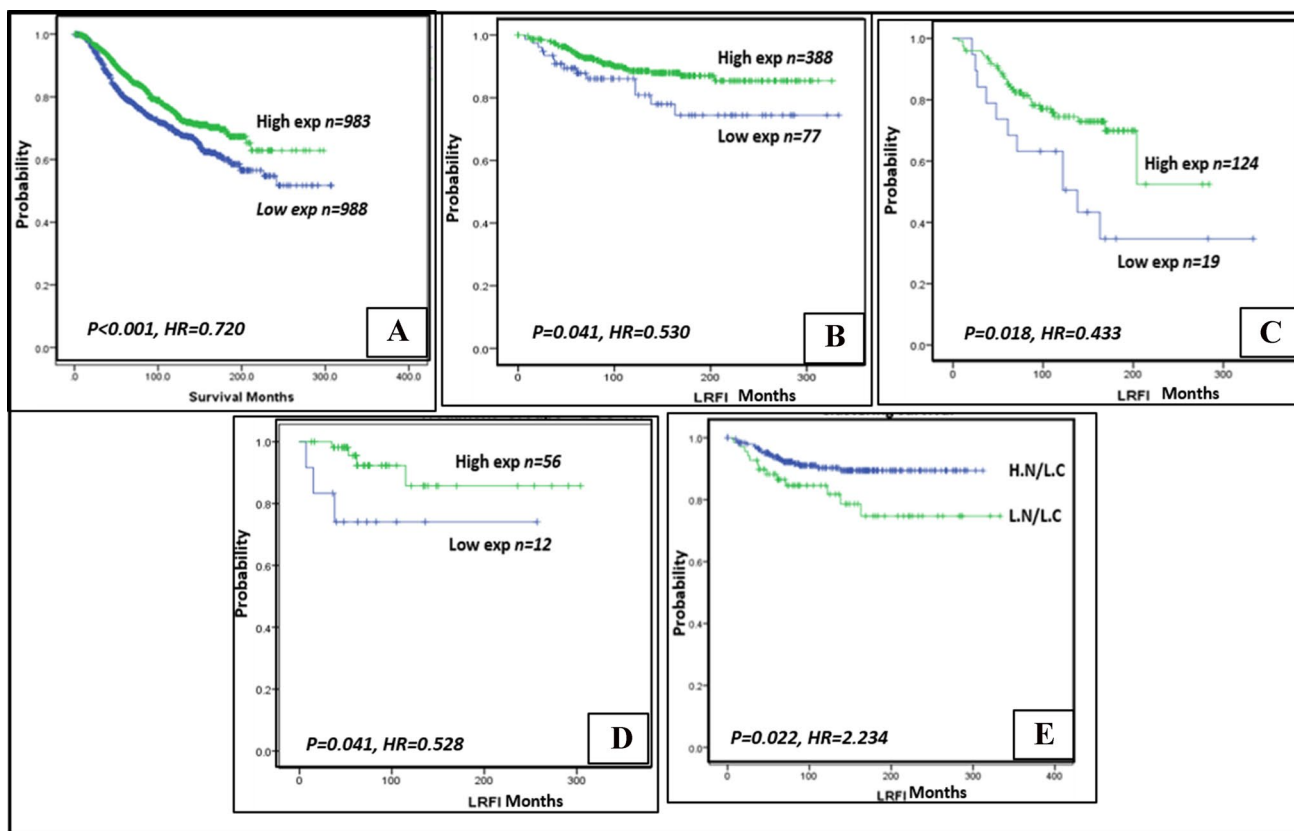 1.0
0.8
0.6
0.4
0.2
0.0
Probability
High exp n=983
Low exp n=988
P<0.001, HR=0.720
A
.0 100.0 200.0 300.0 400.0
Survival Months
1.0
0.8
0.6
0.4
0.2
0.0
Probability
High exp n=388
Low exp n=77
P=0.041, HR=0.530
B
0 100 200 300
LRFI Months
1.0
0.8
0.6
0.4
0.2
0.0
Probability
High exp n=124
Low exp n=19
P=0.018, HR=0.433
C
0 100 200 300
LRFI Months
1.0
0.8
0.6
0.4
0.2
0.0
Probability
High exp n=56
Low exp n=12
P=0.041, HR=0.528
D
0 100 200 300
LRFI Months
1.0
0.8
0.6
0.4
0.2
0.0
Probability
H.N/L.C
L.N/L.C
P=0.022, HR=2.234
E
0 100 200 300 400
LRFI Months